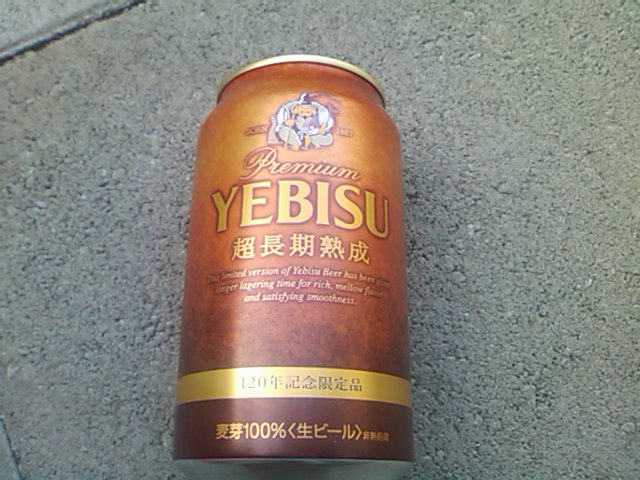 BORN 1887
Premium
YEBISU
超長期熟成
This limited version of Yebisu Beer has been given
longer lagering time for rich, mellow flavor
and satisfying smoothness.
120年記念限定品
麦芽100%〈生ビール〉非熱処理